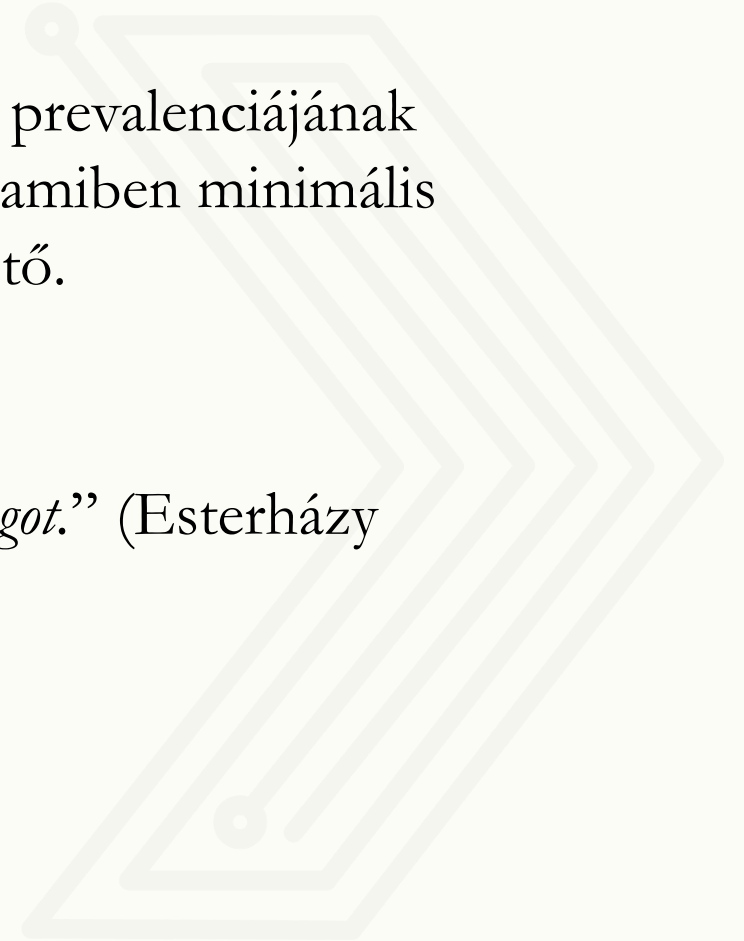 prevalenciájának
amiben minimális
tő.
got.” (Esterházy